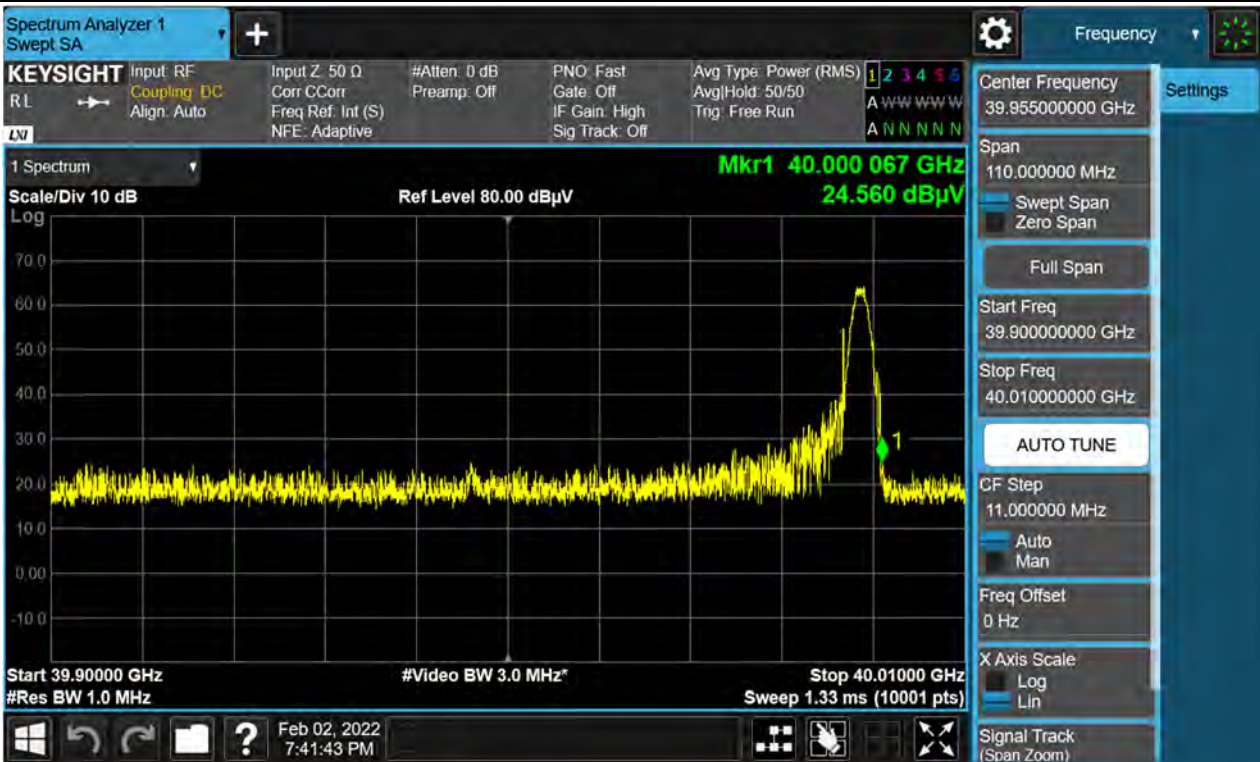 Spectrum Analyzer 1
Swept SA
+
Frequency
KEYSIGHT
R L
LXI
Input: RF
Coupling: DC
Align: Auto
Input Z: 50 Ω
Corr CCorr
Freq Ref: Int (S)
NFE: Adaptive
#Atten: 0 dB
Preamp: Off
PNO: Fast
Gate: Off
IF Gain: High
Sig Track: Off
Avg Type: Power (RMS)
Avg|Hold: 50/50
Trig: Free Run
1 2 3 4 5 6
A W W W W W
A N N N N N
1 Spectrum
Scale/Div 10 dB
Ref Level 80.00 dBµV
Mkr1 40.000 067 GHz
24.560 dBµV
Log
70.0
60.0
50.0
40.0
30.0
20.0
10.0
0.00
-10.0
1
Start 39.90000 GHz
#Video BW 3.0 MHz*
Stop 40.01000 GHz
#Res BW 1.0 MHz
Sweep 1.33 ms (10001 pts)
Center Frequency
39.955000000 GHz
Settings
Span
110.000000 MHz
Swept Span
Zero Span
Full Span
Start Freq
39.900000000 GHz
Stop Freq
40.010000000 GHz
AUTO TUNE
CF Step
11.000000 MHz
Auto
Man
Freq Offset
0 Hz
X Axis Scale
Log
Lin
Signal Track
(Span Zoom)
?
Feb 02, 2022
7:41:43 PM